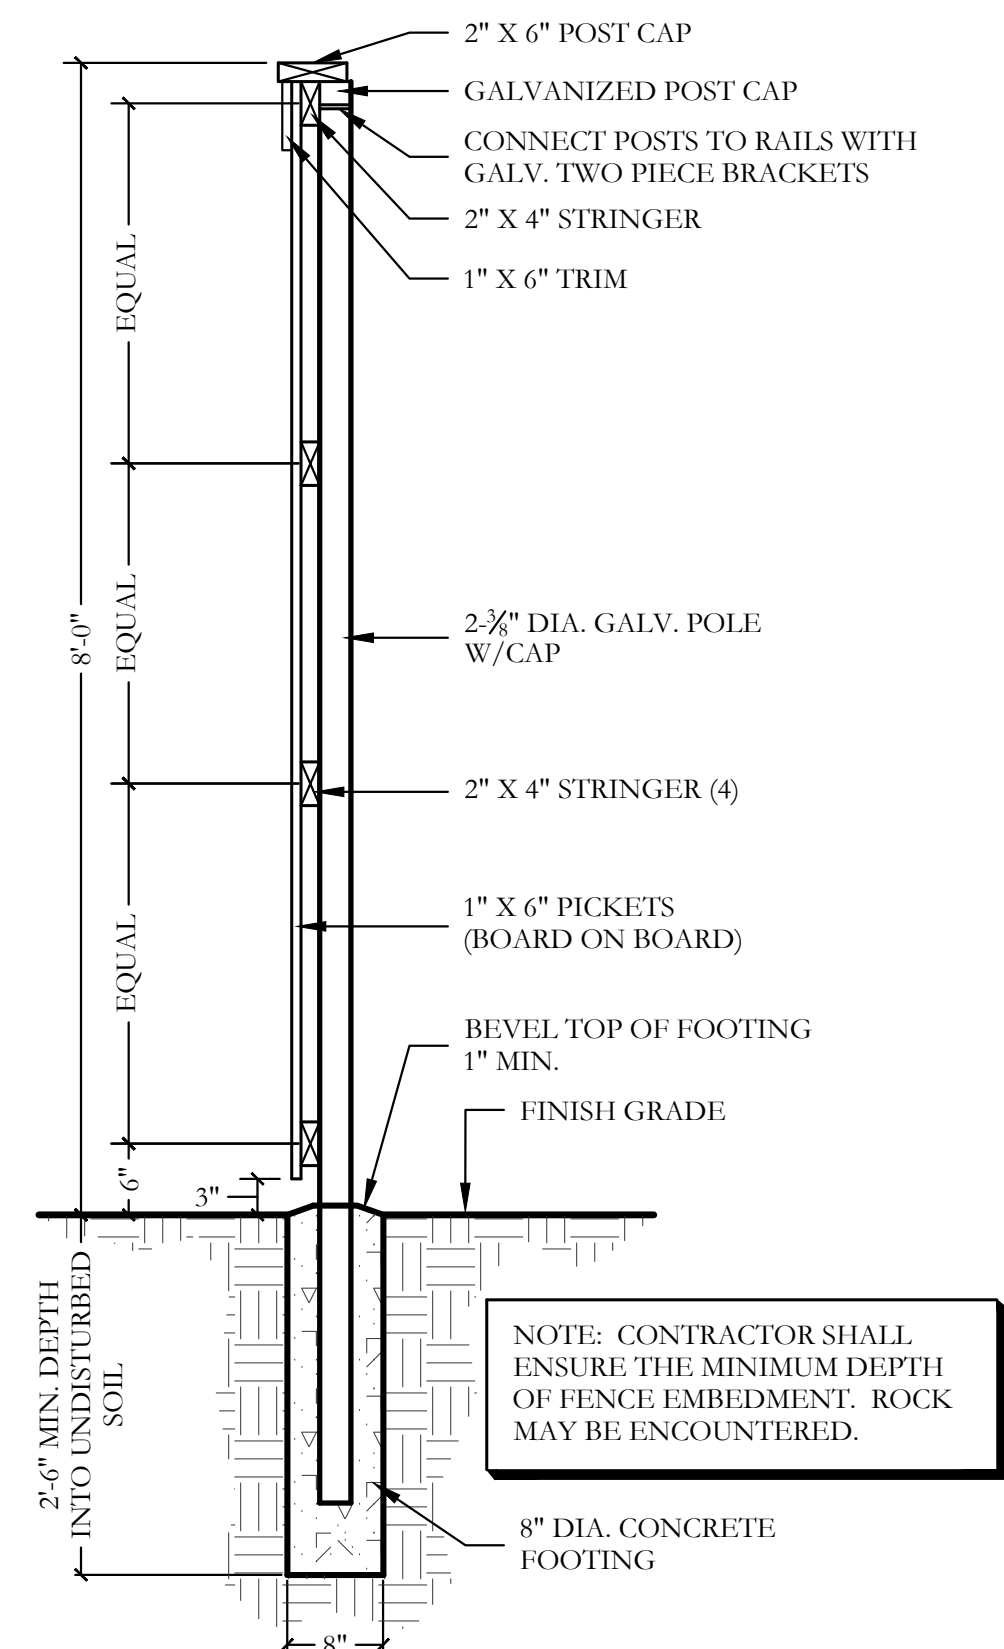 2" X 6" POST CAP
GALVANIZED POST CAP
CONNECT POSTS TO RAILS WITH
GALV. TWO PIECE BRACKETS
2" X 4" STRINGER
1" X 6" TRIM
EQUAL
EQUAL
8'-0"
2-3/8" DIA. GALV. POLE
W/CAP
2" X 4" STRINGER (4)
1" X 6" PICKETS
(BOARD ON BOARD)
EQUAL
BEVEL TOP OF FOOTING
1" MIN.
FINISH GRADE
6"
3"
2'-6" MIN. DEPTH
INTO UNDISTURBED
SOIL
NOTE: CONTRACTOR SHALL
ENSURE THE MINIMUM DEPTH
OF FENCE EMBEDMENT. ROCK
MAY BE ENCOUNTERED.
8" DIA. CONCRETE
FOOTING
8"